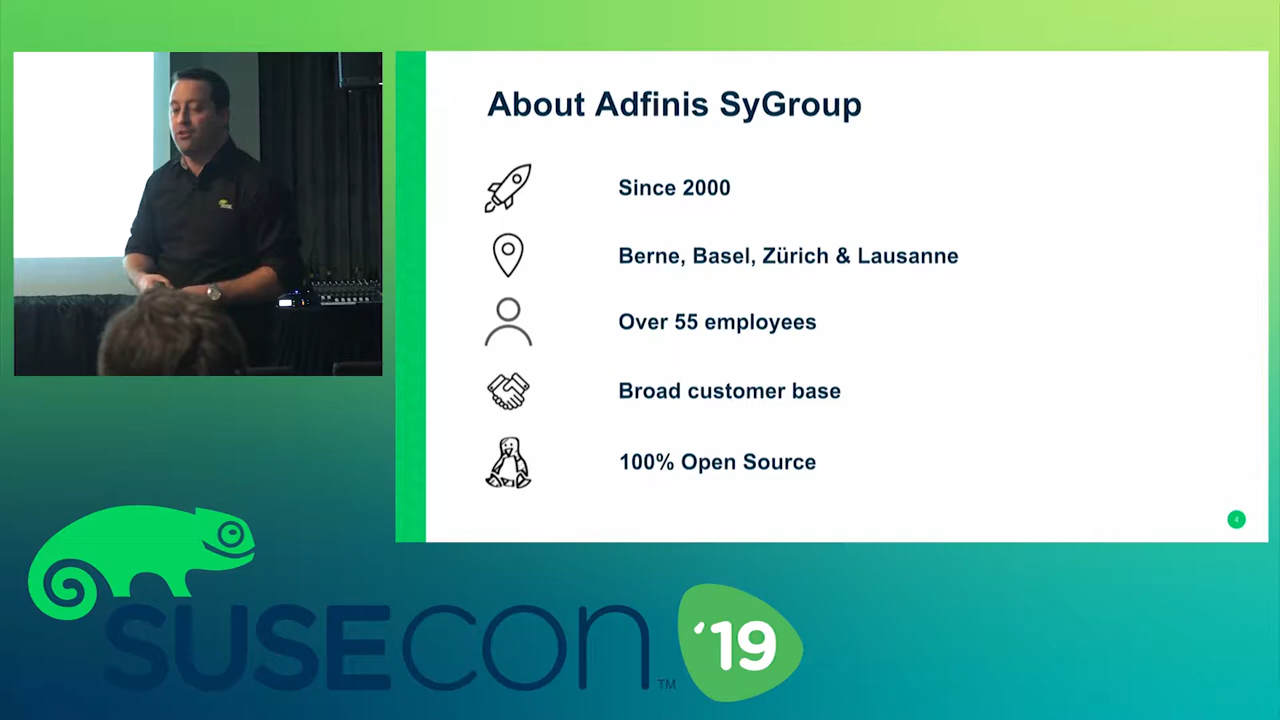 About Adfinis SyGroup
Since 2000
Berne, Basel, Zürich & Lausanne
Over 55 employees
Broad customer base
100% Open Source
4
SUSECON TM '19